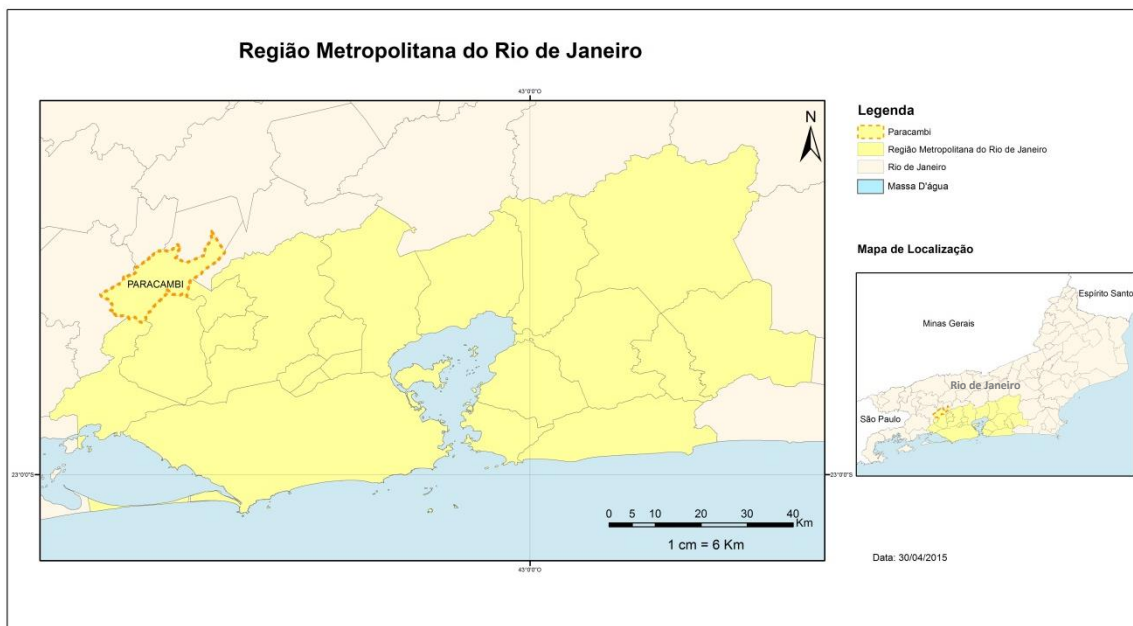 Região Metropolitana do Rio de Janeiro
43°0'0"O
N
PARACAMBI
23°0'0"S
23°0'0"S
0 5 10 20 30 40
Km
1 cm = 6 Km
43°0'0"O
Legenda
Paracambi
Região Metropolitana do Rio de Janeiro
Rio de Janeiro
Massa D'água
Mapa de Localização
Espírito Santo
Minas Gerais
Rio de Janeiro
São Paulo
Data: 30/04/2015